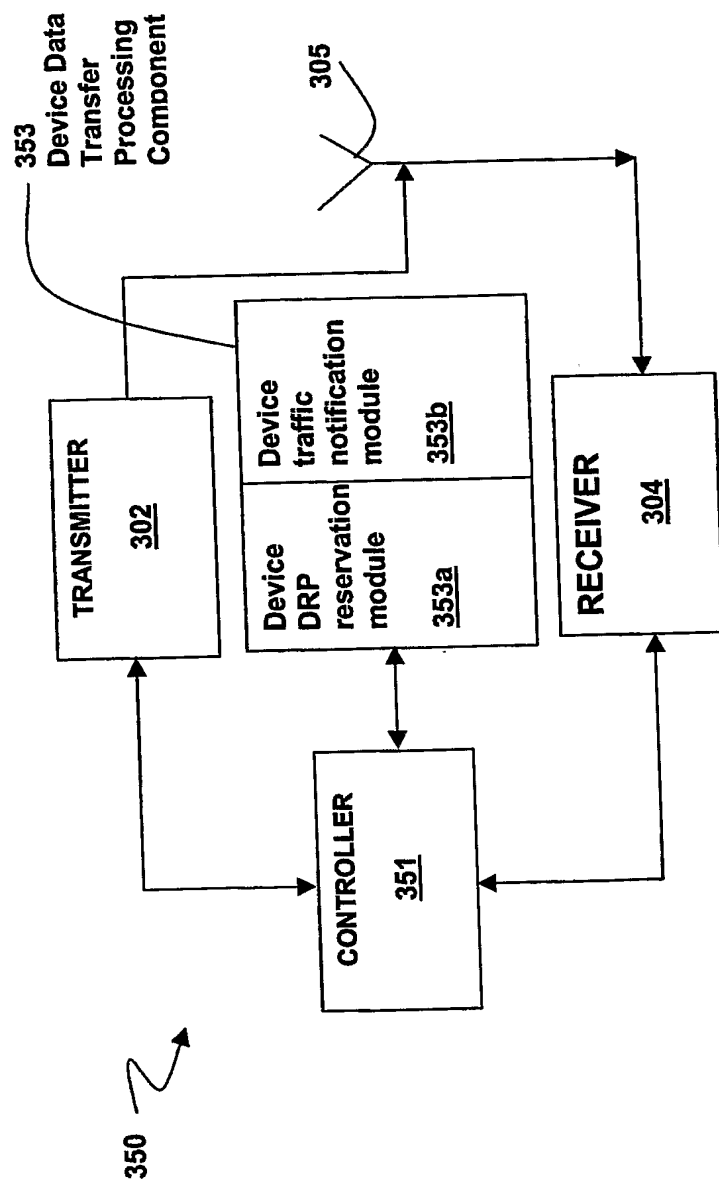 350
CONTROLLER
351
TRANSMITTER
302
Device
DRP
reservation
module
353a
Device
traffic
notification
module
353b
RECEIVER
304
353
Device Data
Transfer
Processing
Component
305